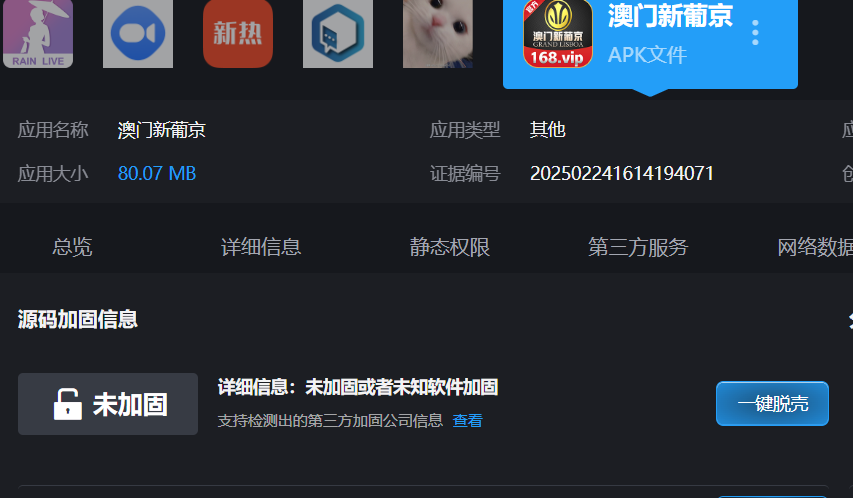 RAIN LIVE
新热
官方
澳门新葡京
GRAND LISBOA
168.vip
澳门新葡京
APK文件
应用名称 澳门新葡京 应用类型 其他
应用大小 80.07 MB 证据编号 202502241614194071
总览 详细信息 静态权限 第三方服务 网络数据
源码加固信息
未加固
详细信息：未加固或者未知软件加固
支持检测出的第三方加固公司信息 查看
一键脱壳